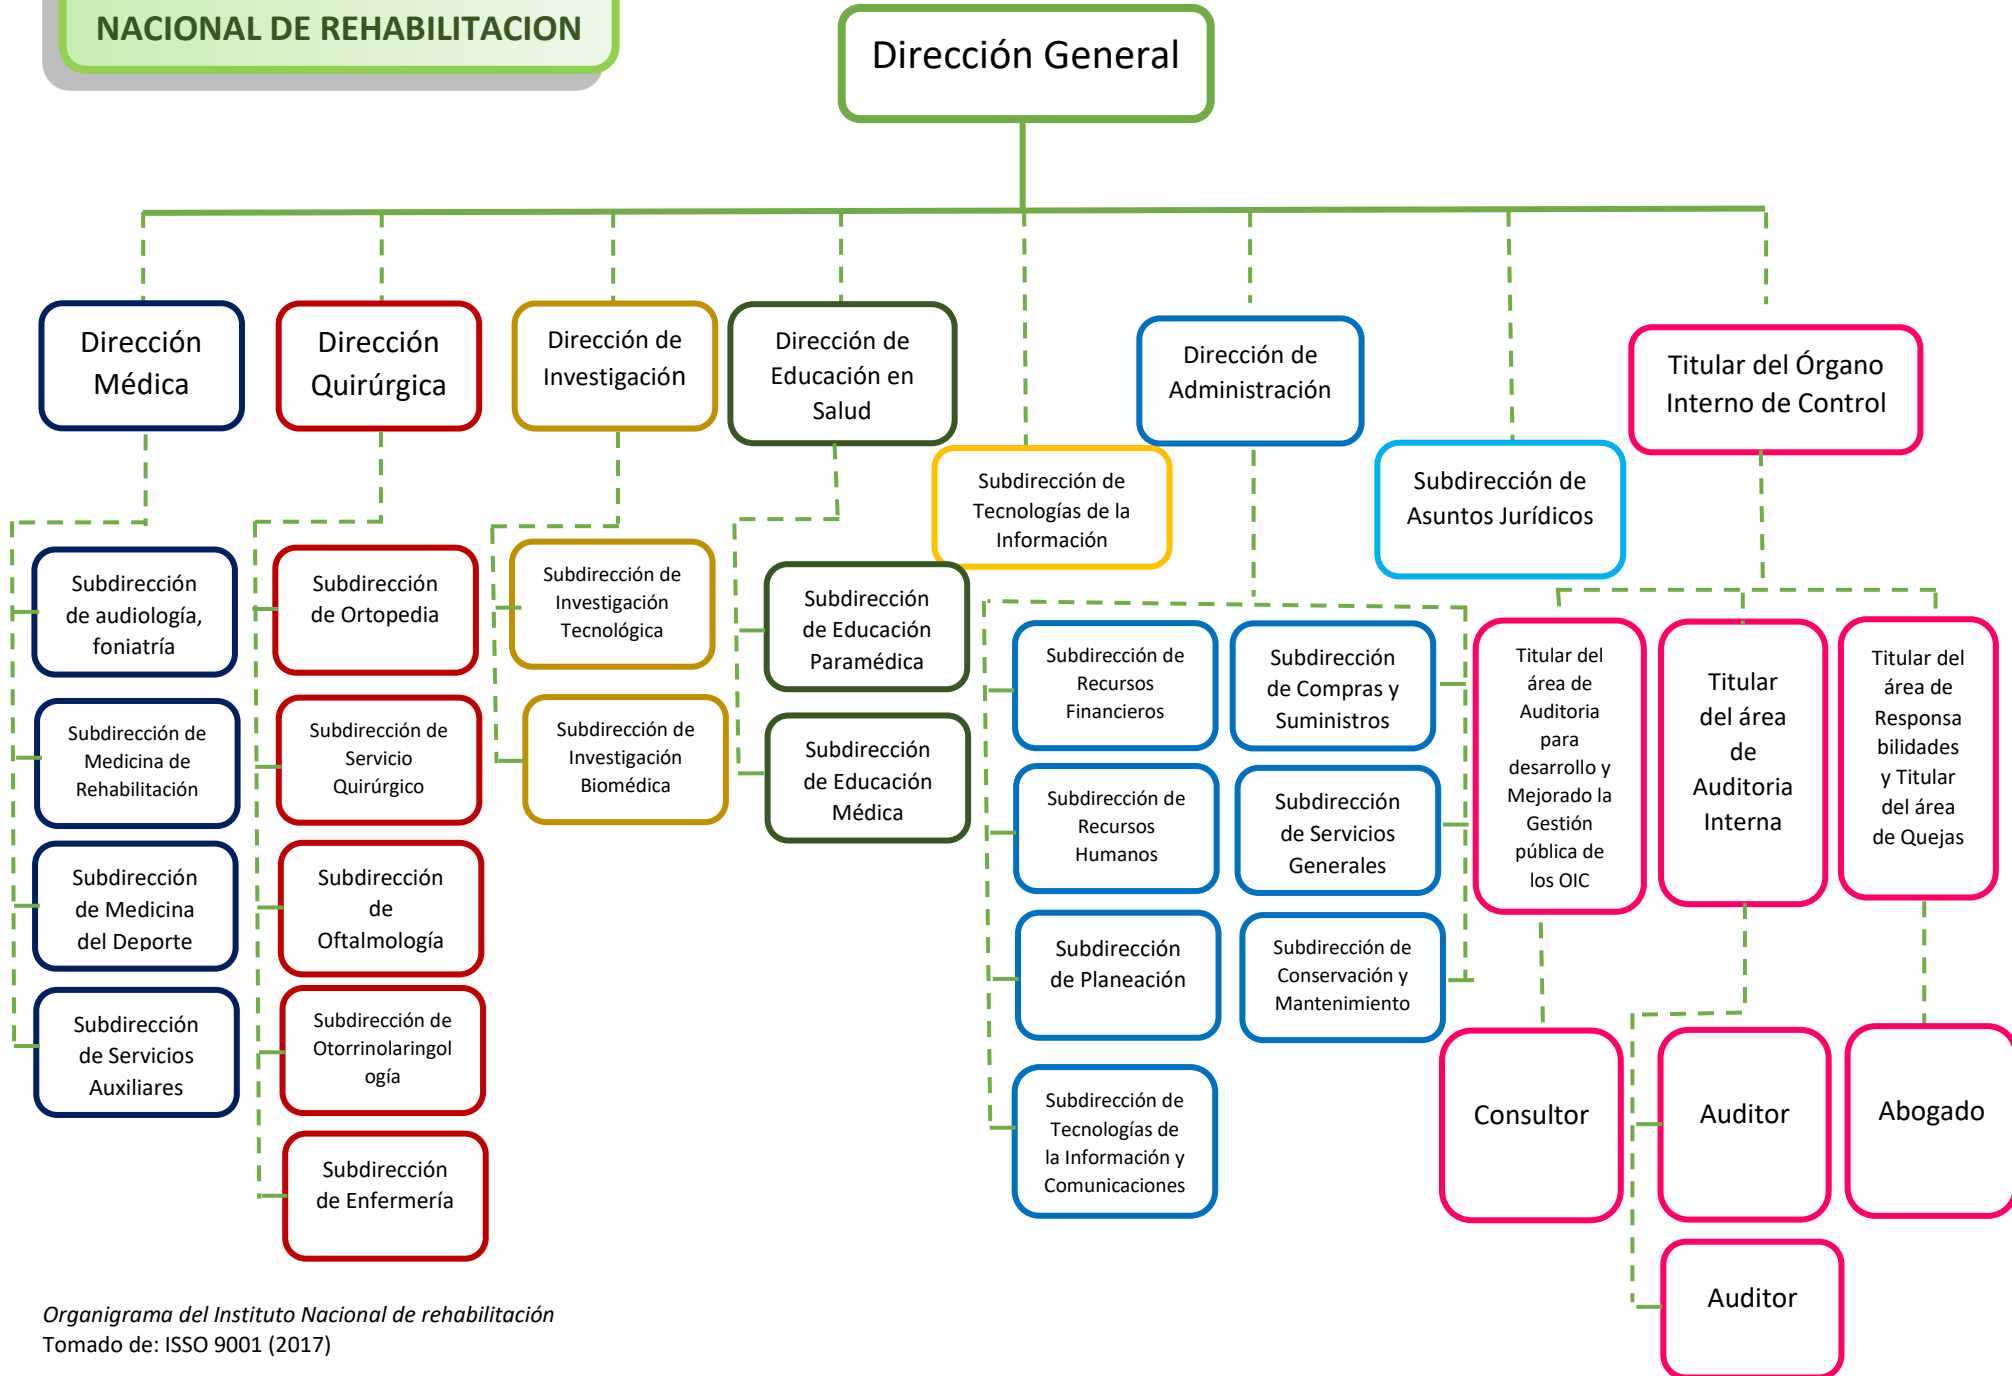 NACIONAL DE REHABILITACION
Dirección General
Dirección
Médica
Dirección
Quirúrgica
Dirección de
Investigación
Dirección de
Educación en
Salud
Subdirección de
Tecnologías de la
Información
Dirección de
Administración
Subdirección de
Asuntos Jurídicos
Titular del Órgano
Interno de Control
Subdirección
de audiología,
foniatría
Subdirección de
Medicina de
Rehabilitación
Subdirección
de Medicina
del Deporte
Subdirección
de Servicios
Auxiliares
Subdirección
de Ortopedia
Subdirección de
Servicio
Quirúrgico
Subdirección
de
Oftalmología
Subdirección de
Otorrinolaringol
ogía
Subdirección
de Enfermería
Subdirección de
Investigación
Tecnológica
Subdirección de
Investigación
Biomédica
Subdirección
de Educación
Paramédica
Subdirección
de Educación
Médica
Subdirección de
Recursos
Financieros
Subdirección de
Recursos
Humanos
Subdirección
de Planeación
Subdirección de
Tecnologías de
la Información y
Comunicaciones
Subdirección
de Compras y
Suministros
Subdirección
de Servicios
Generales
Subdirección de
Conservación y
Mantenimiento
Titular del
área de
Auditoria
para
desarrollo y
Mejorado la
Gestión
pública de
los OIC
Titular
del área
de
Auditoria
Interna
Titular del
área de
Responsa
bilidades
y Titular
del área
de Quejas
Consultor
Auditor
Abogado
Auditor
Organigrama del Instituto Nacional de rehabilitación
Tomado de: ISSO 9001 (2017)